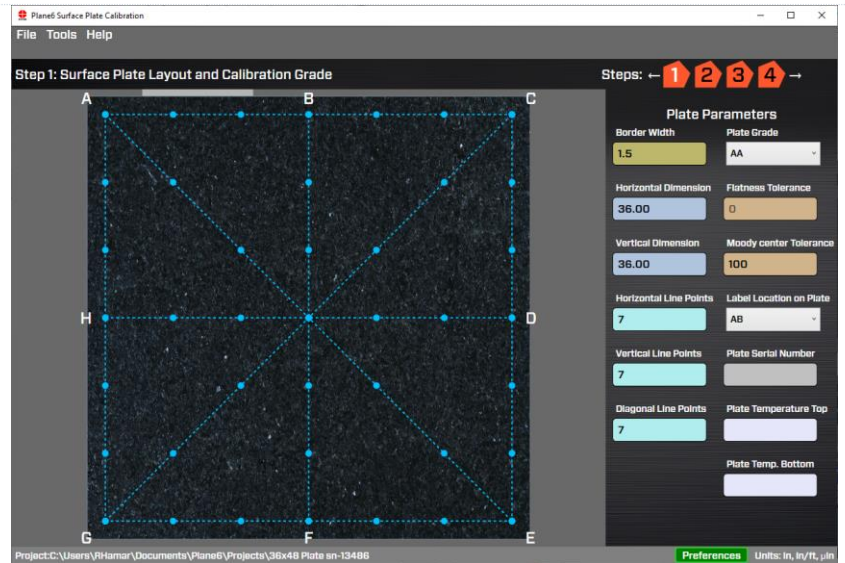 Plane6 Surface Plate Calibration
File Tools Help
Step 1: Surface Plate Layout and Calibration Grade
Steps: ← 1 2 3 4 →
A B C
H D
G F E
Plate Parameters
Border Width Plate Grade
1.5 AA
Horizontal Dimension Flatness Tolerance
36.00 0
Vertical Dimension Moody center Tolerance
36.00 100
Horizontal Line Points Label Location on Plate
7 AB
Vertical Line Points Plate Serial Number
7
Diagonal Line Points Plate Temperature Top
7
Plate Temp. Bottom
Project:C:\Users\RHamar\Documents\Plane6\Projects\36x48 Plate sn-13486
Preferences Units: in, in/ft, µin